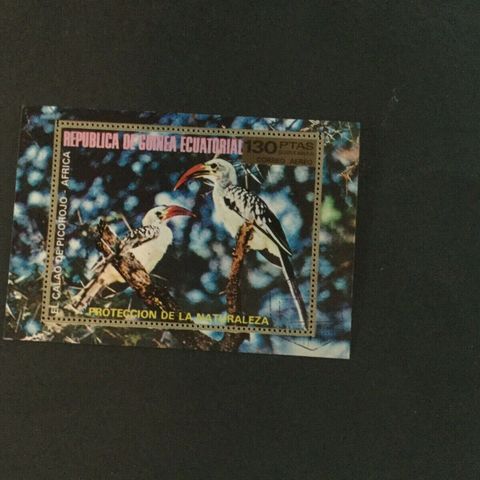 REPUBLICA DE GUINEA ECUATORIAL
130 PTAS
CORREO AEREO
EL CALAO DE PICOROJO - AFRICA
PROTECCION DE LA NATURALEZA